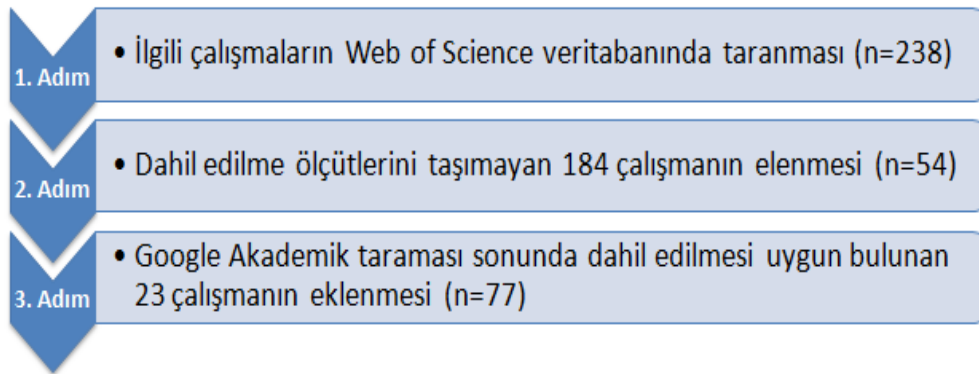 1. Adım
• İlgili çalışmaların Web of Science veritabanında taranması (n=238)
2. Adım
• Dahil edilme ölçütlerini taşımayan 184 çalışmanın elenmesi (n=54)
3. Adım
• Google Akademik taraması sonunda dahil edilmesi uygun bulunan
23 çalışmanın eklenmesi (n=77)